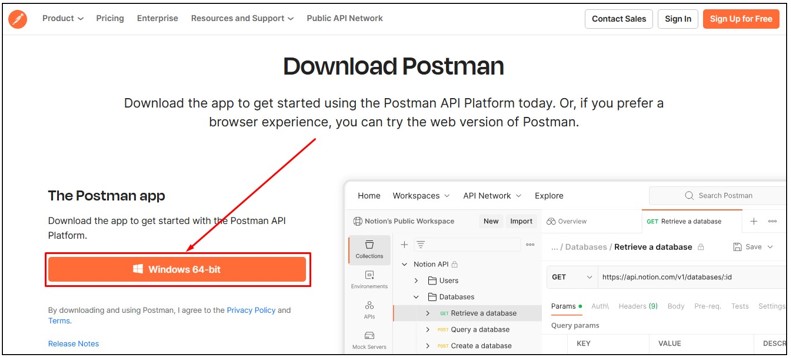 Product Pricing Enterprise Resources and Support Public API Network Contact Sales Sign In Sign Up for Free
Download Postman
Download the app to get started using the Postman API Platform today. Or, if you prefer a
browser experience, you can try the web version of Postman.
The Postman app
Download the app to get started with the Postman API
Platform.
Windows 64-bit
By downloading and using Postman, I agree to the Privacy Policy and
Terms.
Release Notes
Home Workspaces API Network Explore Search Postman
Notion's Public Workspace New Import Overview GET Retrieve a database
Collections
Environments
APIs
Mock Servers
Notion API
Users
Databases
GET Retrieve a database
POST Query a database
POST Create a database
... / Databases / Retrieve a database Save
GET https://api.notion.com/v1/databases/:id
Params Auth. Headers (9) Body Pre-req. Tests Settings
Query params
KEY VALUE DESCR